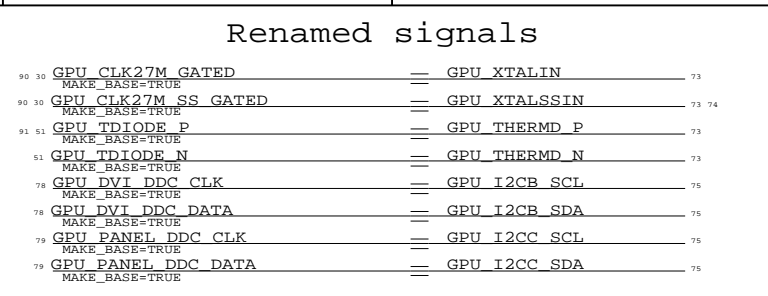 Renamed signals
90 30 GPU_CLK27M_GATED GPU_XTALIN 73
MAKE_BASE=TRUE
90 30 GPU_CLK27M_SS_GATED GPU_XTALSSIN 73 74
MAKE_BASE=TRUE
91 51 GPU_TDIODE_P GPU_THERMD_P 73
MAKE_BASE=TRUE
51 GPU_TDIODE_N GPU_THERMD_N 73
MAKE_BASE=TRUE
78 GPU_DVI_DDC_CLK GPU_I2CB_SCL 75
MAKE_BASE=TRUE
78 GPU_DVI_DDC_DATA GPU_I2CB_SDA 75
MAKE_BASE=TRUE
79 GPU_PANEL_DDC_CLK GPU_I2CC_SCL 75
MAKE_BASE=TRUE
79 GPU_PANEL_DDC_DATA GPU_I2CC_SDA 75
MAKE_BASE=TRUE